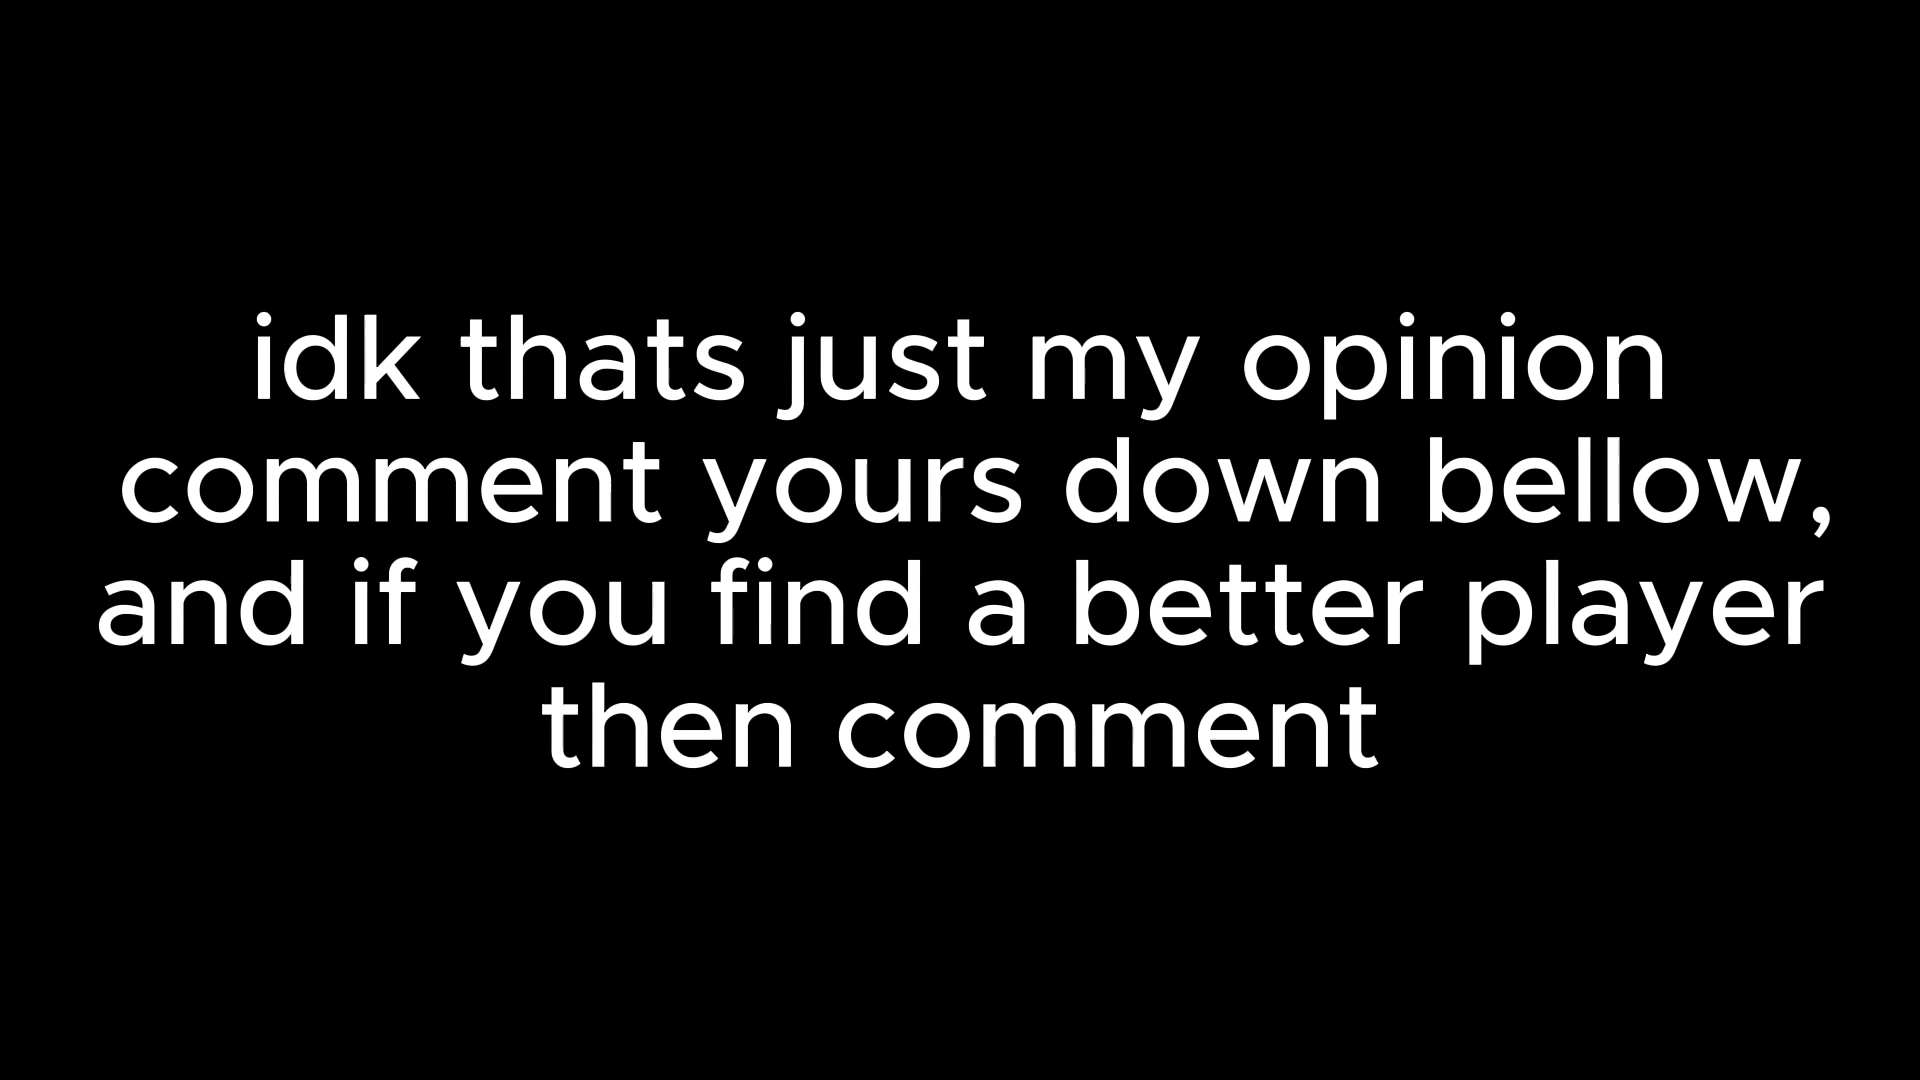 idk thats just my opinion
comment yours down bellow,
and if you find a better player
then comment